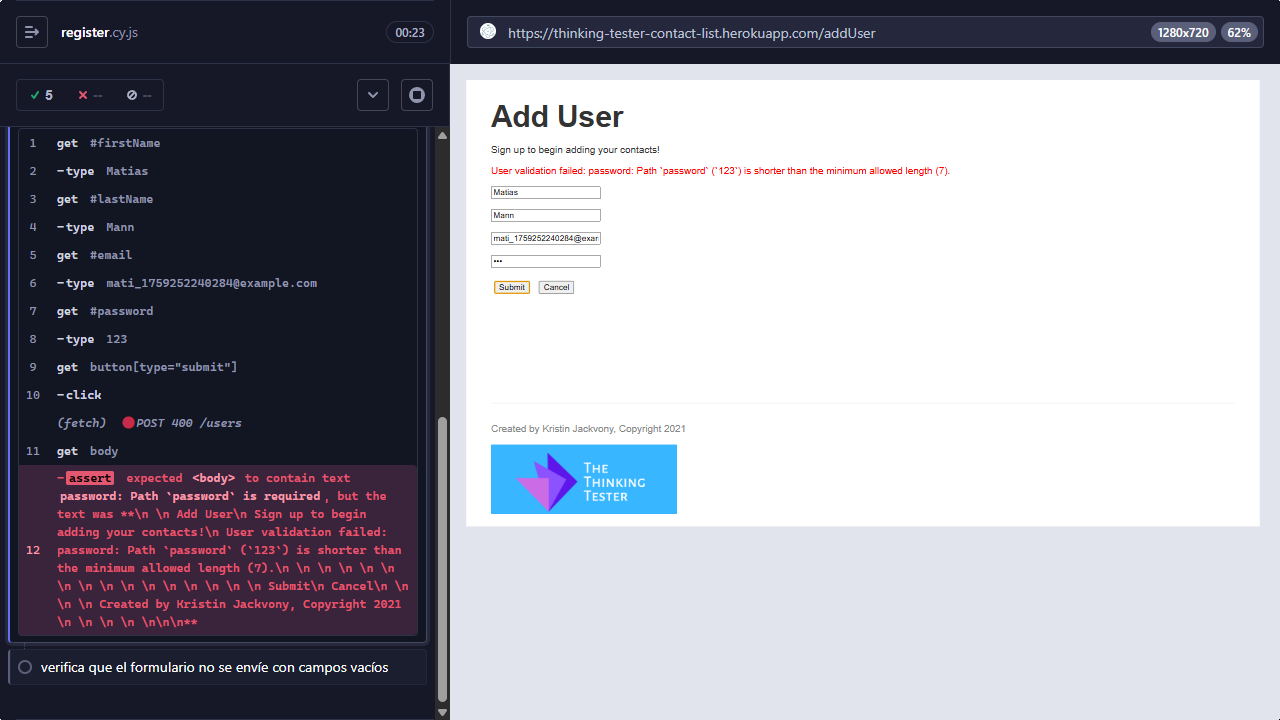 register.cy.js
00:23
5
--
--
1 get #firstName
2 -type Matias
3 get #lastName
4 -type Mann
5 get #email
6 -type mati_1759252240284@example.com
7 get #password
8 -type 123
9 get button[type="submit"]
10 -click
(fetch) POST 400 /users
11 get body
-assert expected <body> to contain text
password: Path `password` is required, but the
text was **\n \n Add User\n Sign up to begin
adding your contacts!\n User validation failed:
12 password: Path `password` (`123`) is shorter than
the minimum allowed length (7).\n \n \n \n \n \n
\n \n \n \n \n \n \n \n \n \n Submit\n Cancel\n \n
\n \n Created by Kristin Jackvony, Copyright 2021
\n \n \n \n \n\n\n**
verifica que el formulario no se envíe con campos vacíos
https://thinking-tester-contact-list.herokuapp.com/addUser
1280x720
62%
Add User
Sign up to begin adding your contacts!
User validation failed: password: Path `password` (`123`) is shorter than the minimum allowed length (7).
Matias
Mann
mati_1759252240284@exam
•••
Submit Cancel
Created by Kristin Jackvony, Copyright 2021
THE
THINKING
TESTER